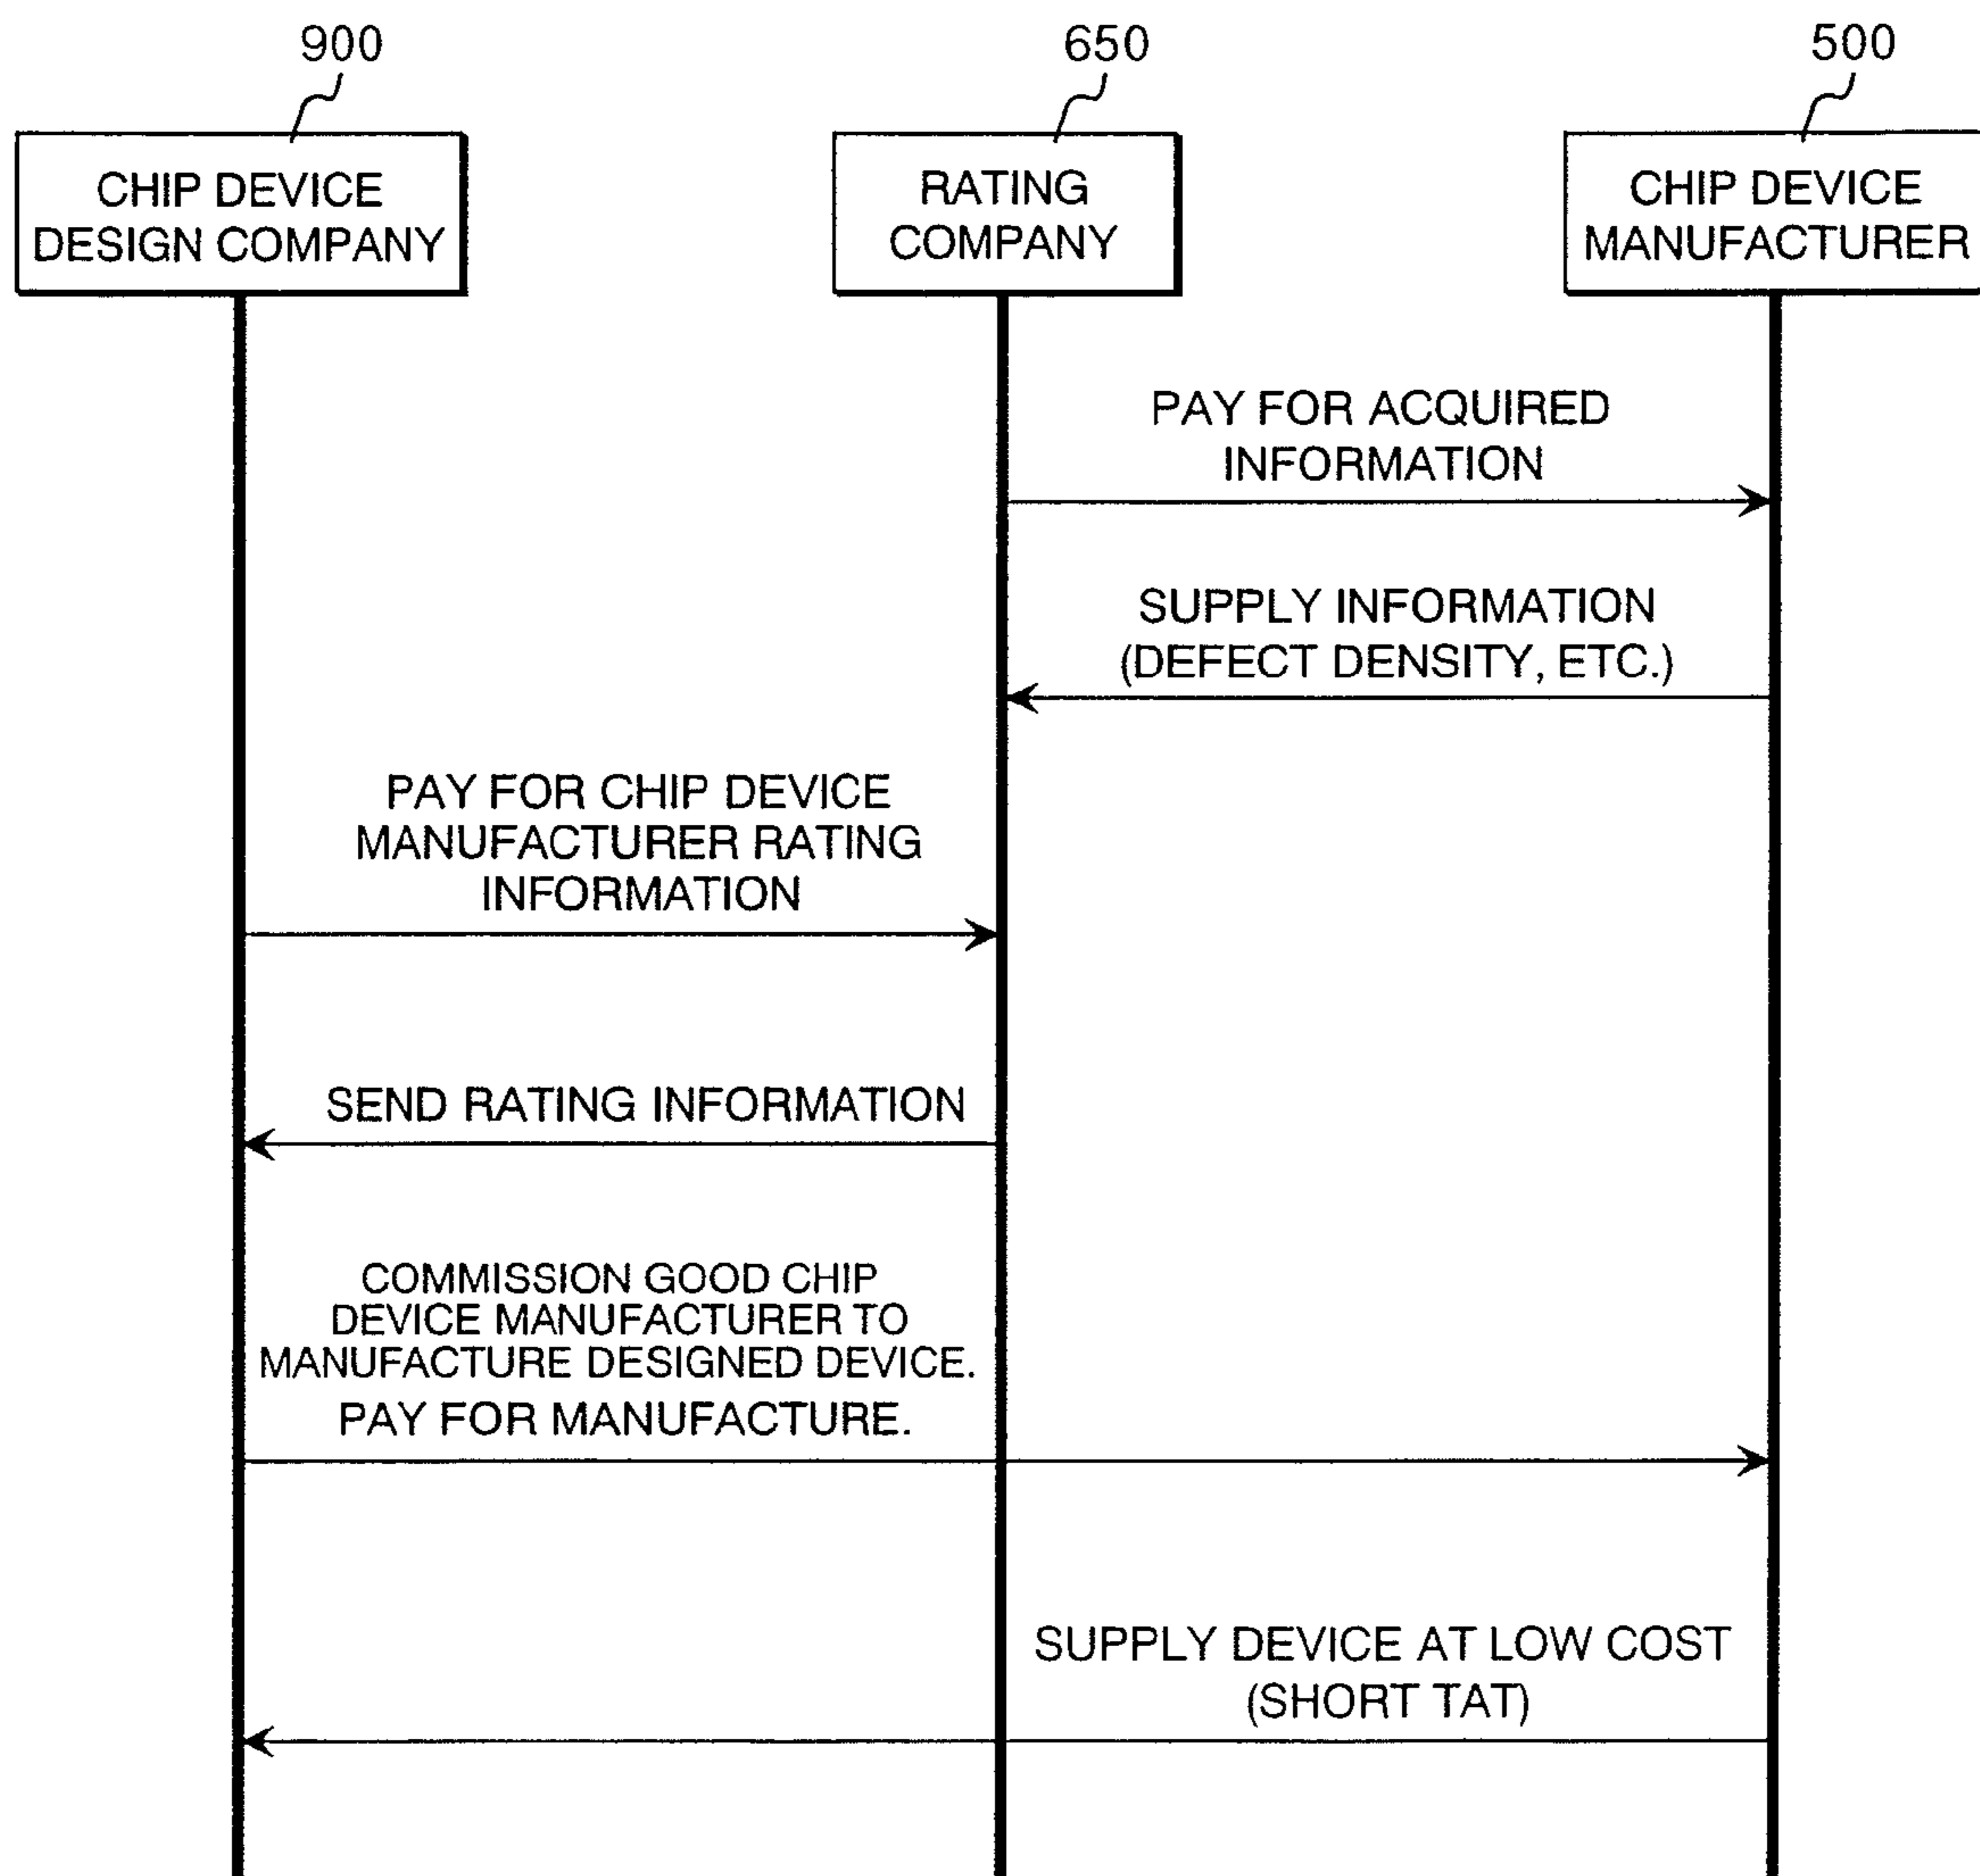 900
650
500
CHIP DEVICE
DESIGN COMPANY
RATING
COMPANY
CHIP DEVICE
MANUFACTURER
PAY FOR ACQUIRED
INFORMATION
SUPPLY INFORMATION
(DEFECT DENSITY, ETC.)
PAY FOR CHIP DEVICE
MANUFACTURER RATING
INFORMATION
SEND RATING INFORMATION
COMMISSION GOOD CHIP
DEVICE MANUFACTURER TO
MANUFACTURE DESIGNED DEVICE.
PAY FOR MANUFACTURE.
SUPPLY DEVICE AT LOW COST
(SHORT TAT)